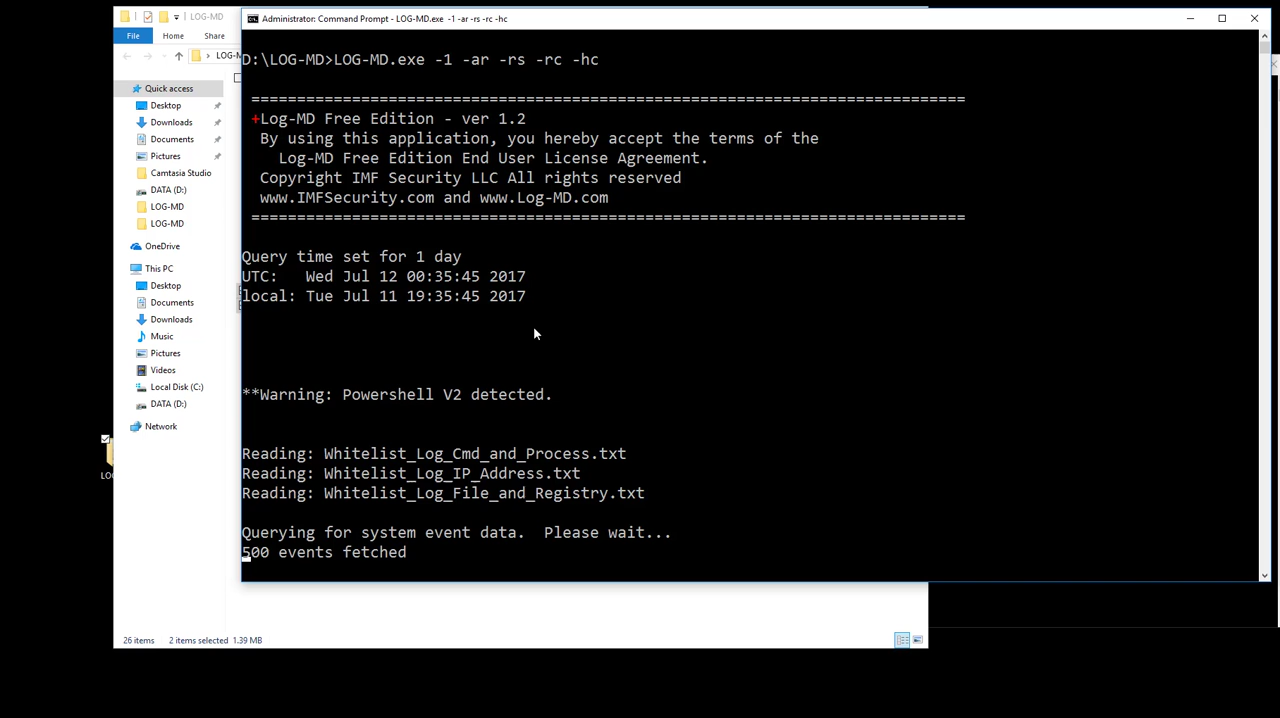 LOG-MD
Administrator: Command Prompt - LOG-MD.exe -1 -ar -rs -rc -hc
File Home Share
LOG-M
Quick access
Desktop
Downloads
Documents
Pictures
Camtasia Studio
DATA (D:)
LOG-MD
LOG-MD
OneDrive
This PC
Desktop
Documents
Downloads
Music
Pictures
Videos
Local Disk (C:)
DATA (D:)
Network
D:\LOG-MD>LOG-MD.exe -1 -ar -rs -rc -hc
==============================================================================
+Log-MD Free Edition - ver 1.2
By using this application, you hereby accept the terms of the
Log-MD Free Edition End User License Agreement.
Copyright IMF Security LLC All rights reserved
www.IMFSecurity.com and www.Log-MD.com
==============================================================================
Query time set for 1 day
UTC: Wed Jul 12 00:35:45 2017
local: Tue Jul 11 19:35:45 2017
**Warning: Powershell V2 detected.
Reading: Whitelist_Log_Cmd_and_Process.txt
Reading: Whitelist_Log_IP_Address.txt
Reading: Whitelist_Log_File_and_Registry.txt
Querying for system event data. Please wait...
500 events fetched
26 items 2 items selected 1.39 MB